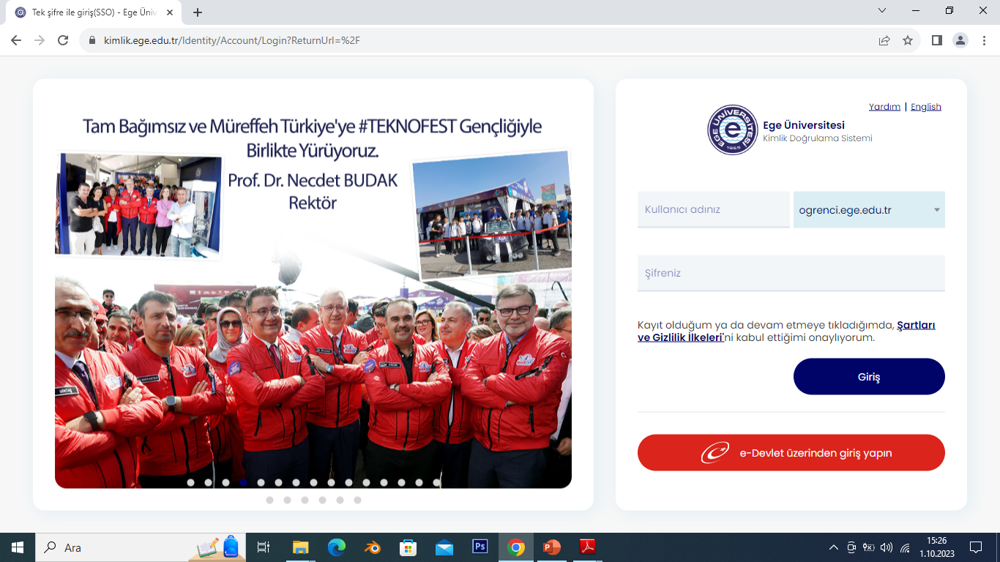 Tek şifre ile giriş(SSO) - Ege Üniv
kimlik.ege.edu.tr/Identity/Account/Login?ReturnUrl=%2F
Tam Bağımsız ve Müreffeh Türkiye'ye #TEKNOFEST Gençliğiyle
Birlikte Yürüyoruz.
Prof. Dr. Necdet BUDAK
Rektör
Yardım | English
EGE ÜNİVERSİTESİ
1955
Ege Üniversitesi
Kimlik Doğrulama Sistemi
Kullanıcı adınız
ogrenci.ege.edu.tr
Şifreniz
Kayıt olduğum ya da devam etmeye tıkladığımda, Şartları
ve Gizlilik İlkeleri'ni kabul ettiğimi onaylıyorum.
Giriş
e-Devlet üzerinden giriş yapın
Ara
Ps
15:26
1.10.2023